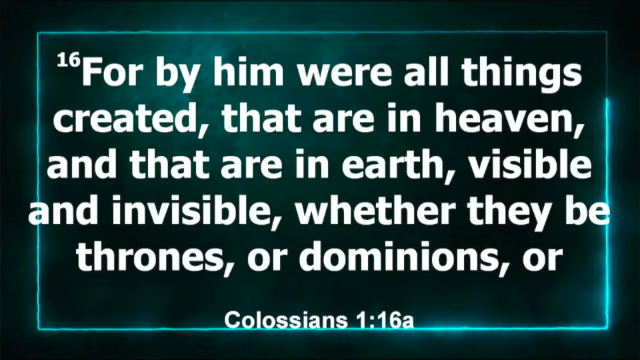 16For by him were all things
created, that are in heaven,
and that are in earth, visible
and invisible, whether they be
thrones, or dominions, or
Colossians 1:16a